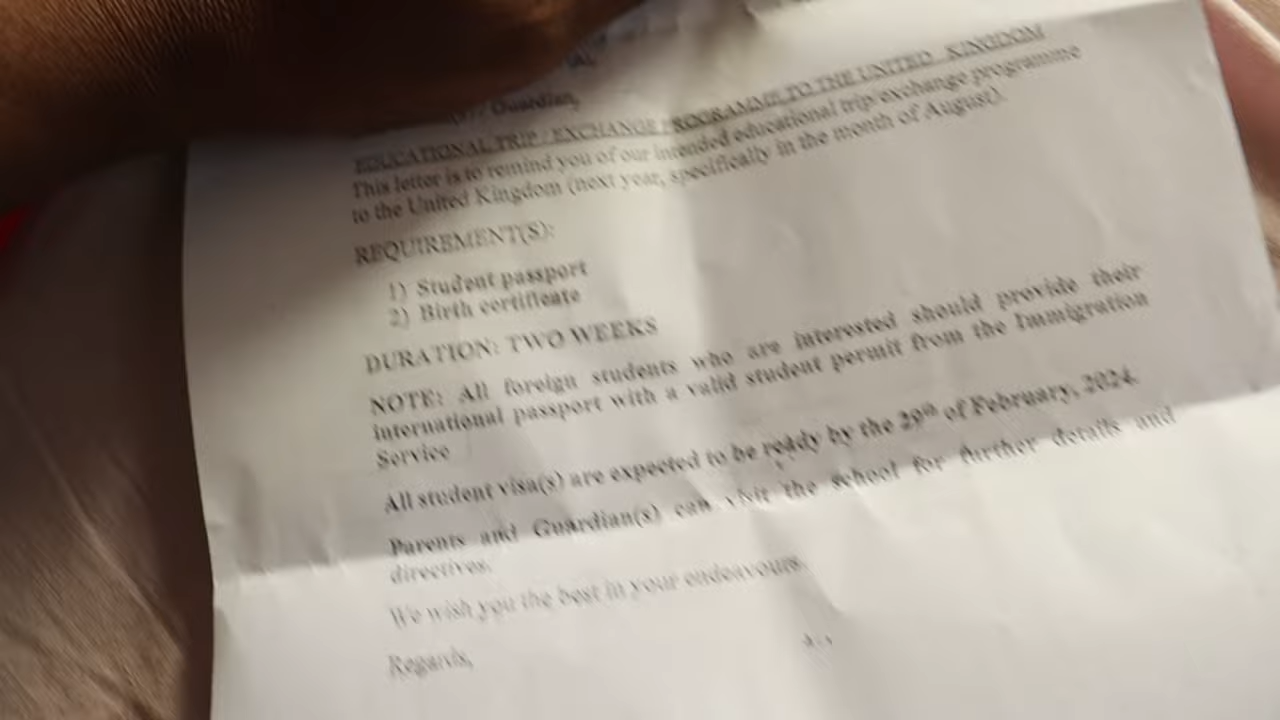 Guardian,
EDUCATIONAL TRIP / EXCHANGE PROGRAMME TO THE UNITED KINGDOM
This letter is to remind you of our intended educational trip/exchange programme
to the United Kingdom (next year, specifically in the month of August).
REQUIREMENT(S):
1) Student passport
2) Birth certificate
DURATION: TWO WEEKS
NOTE: All foreign students who are interested should provide their
international passport with a valid student permit from the Immigration
Service
All student visa(s) are expected to be ready by the 29th of February, 2024.
Parents and Guardian(s) can visit the school for further details and
directives.
We wish you the best in your endeavours.
Regards,